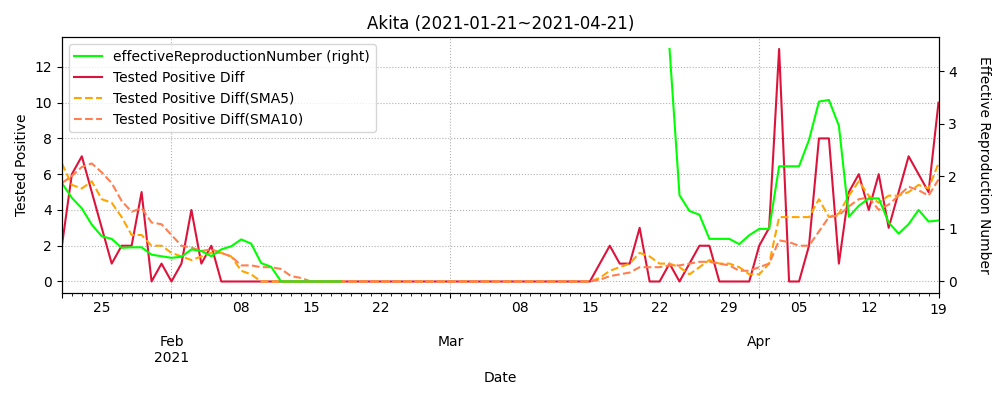 Akita (2021-01-21~2021-04-21)
effectiveReproductionNumber (right)
Tested Positive Diff
Tested Positive Diff(SMA5)
Tested Positive Diff(SMA10)
Tested Positive
12
10
8
6
4
2
0
Effective Reproduction Number
4
3
2
1
0
25 08 15 22 08 15 22 29 05 12 19
Feb Mar Apr
2021
Date